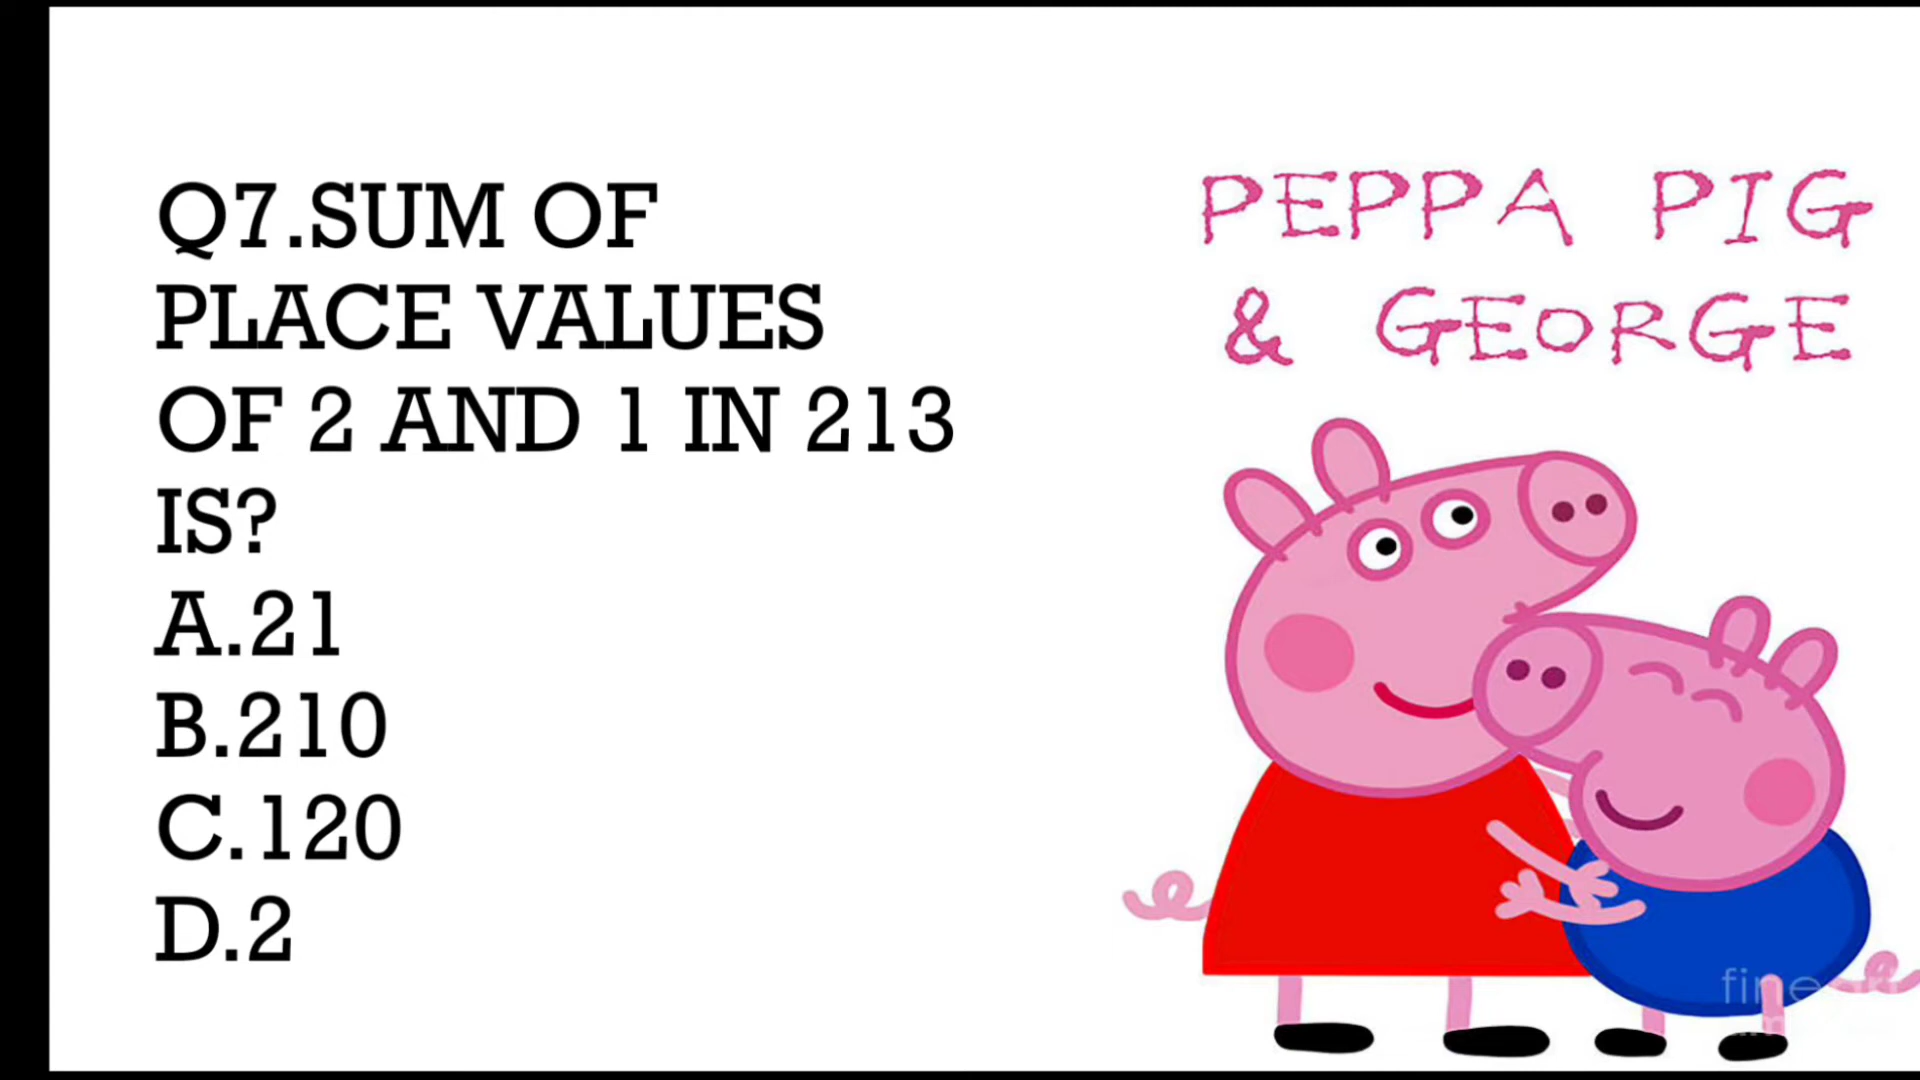 Q7.SUM OF
PLACE VALUES
OF 2 AND 1 IN 213
IS?
A.21
B.210
C.120
D.2
PEPPA PIG
& GEORGE